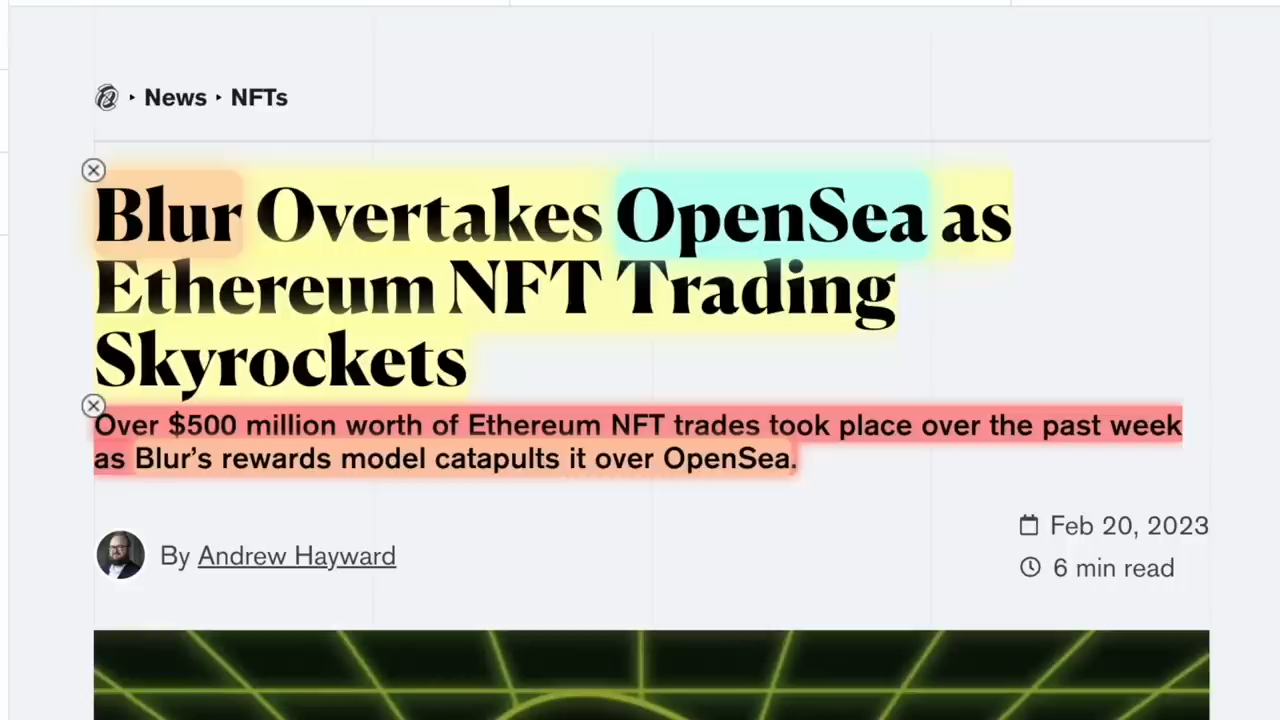 News ‣ NFTs
Blur Overtakes OpenSea as
Ethereum NFT Trading
Skyrockets
Over $500 million worth of Ethereum NFT trades took place over the past week
as Blur’s rewards model catapults it over OpenSea.
By Andrew Hayward
Feb 20, 2023
6 min read